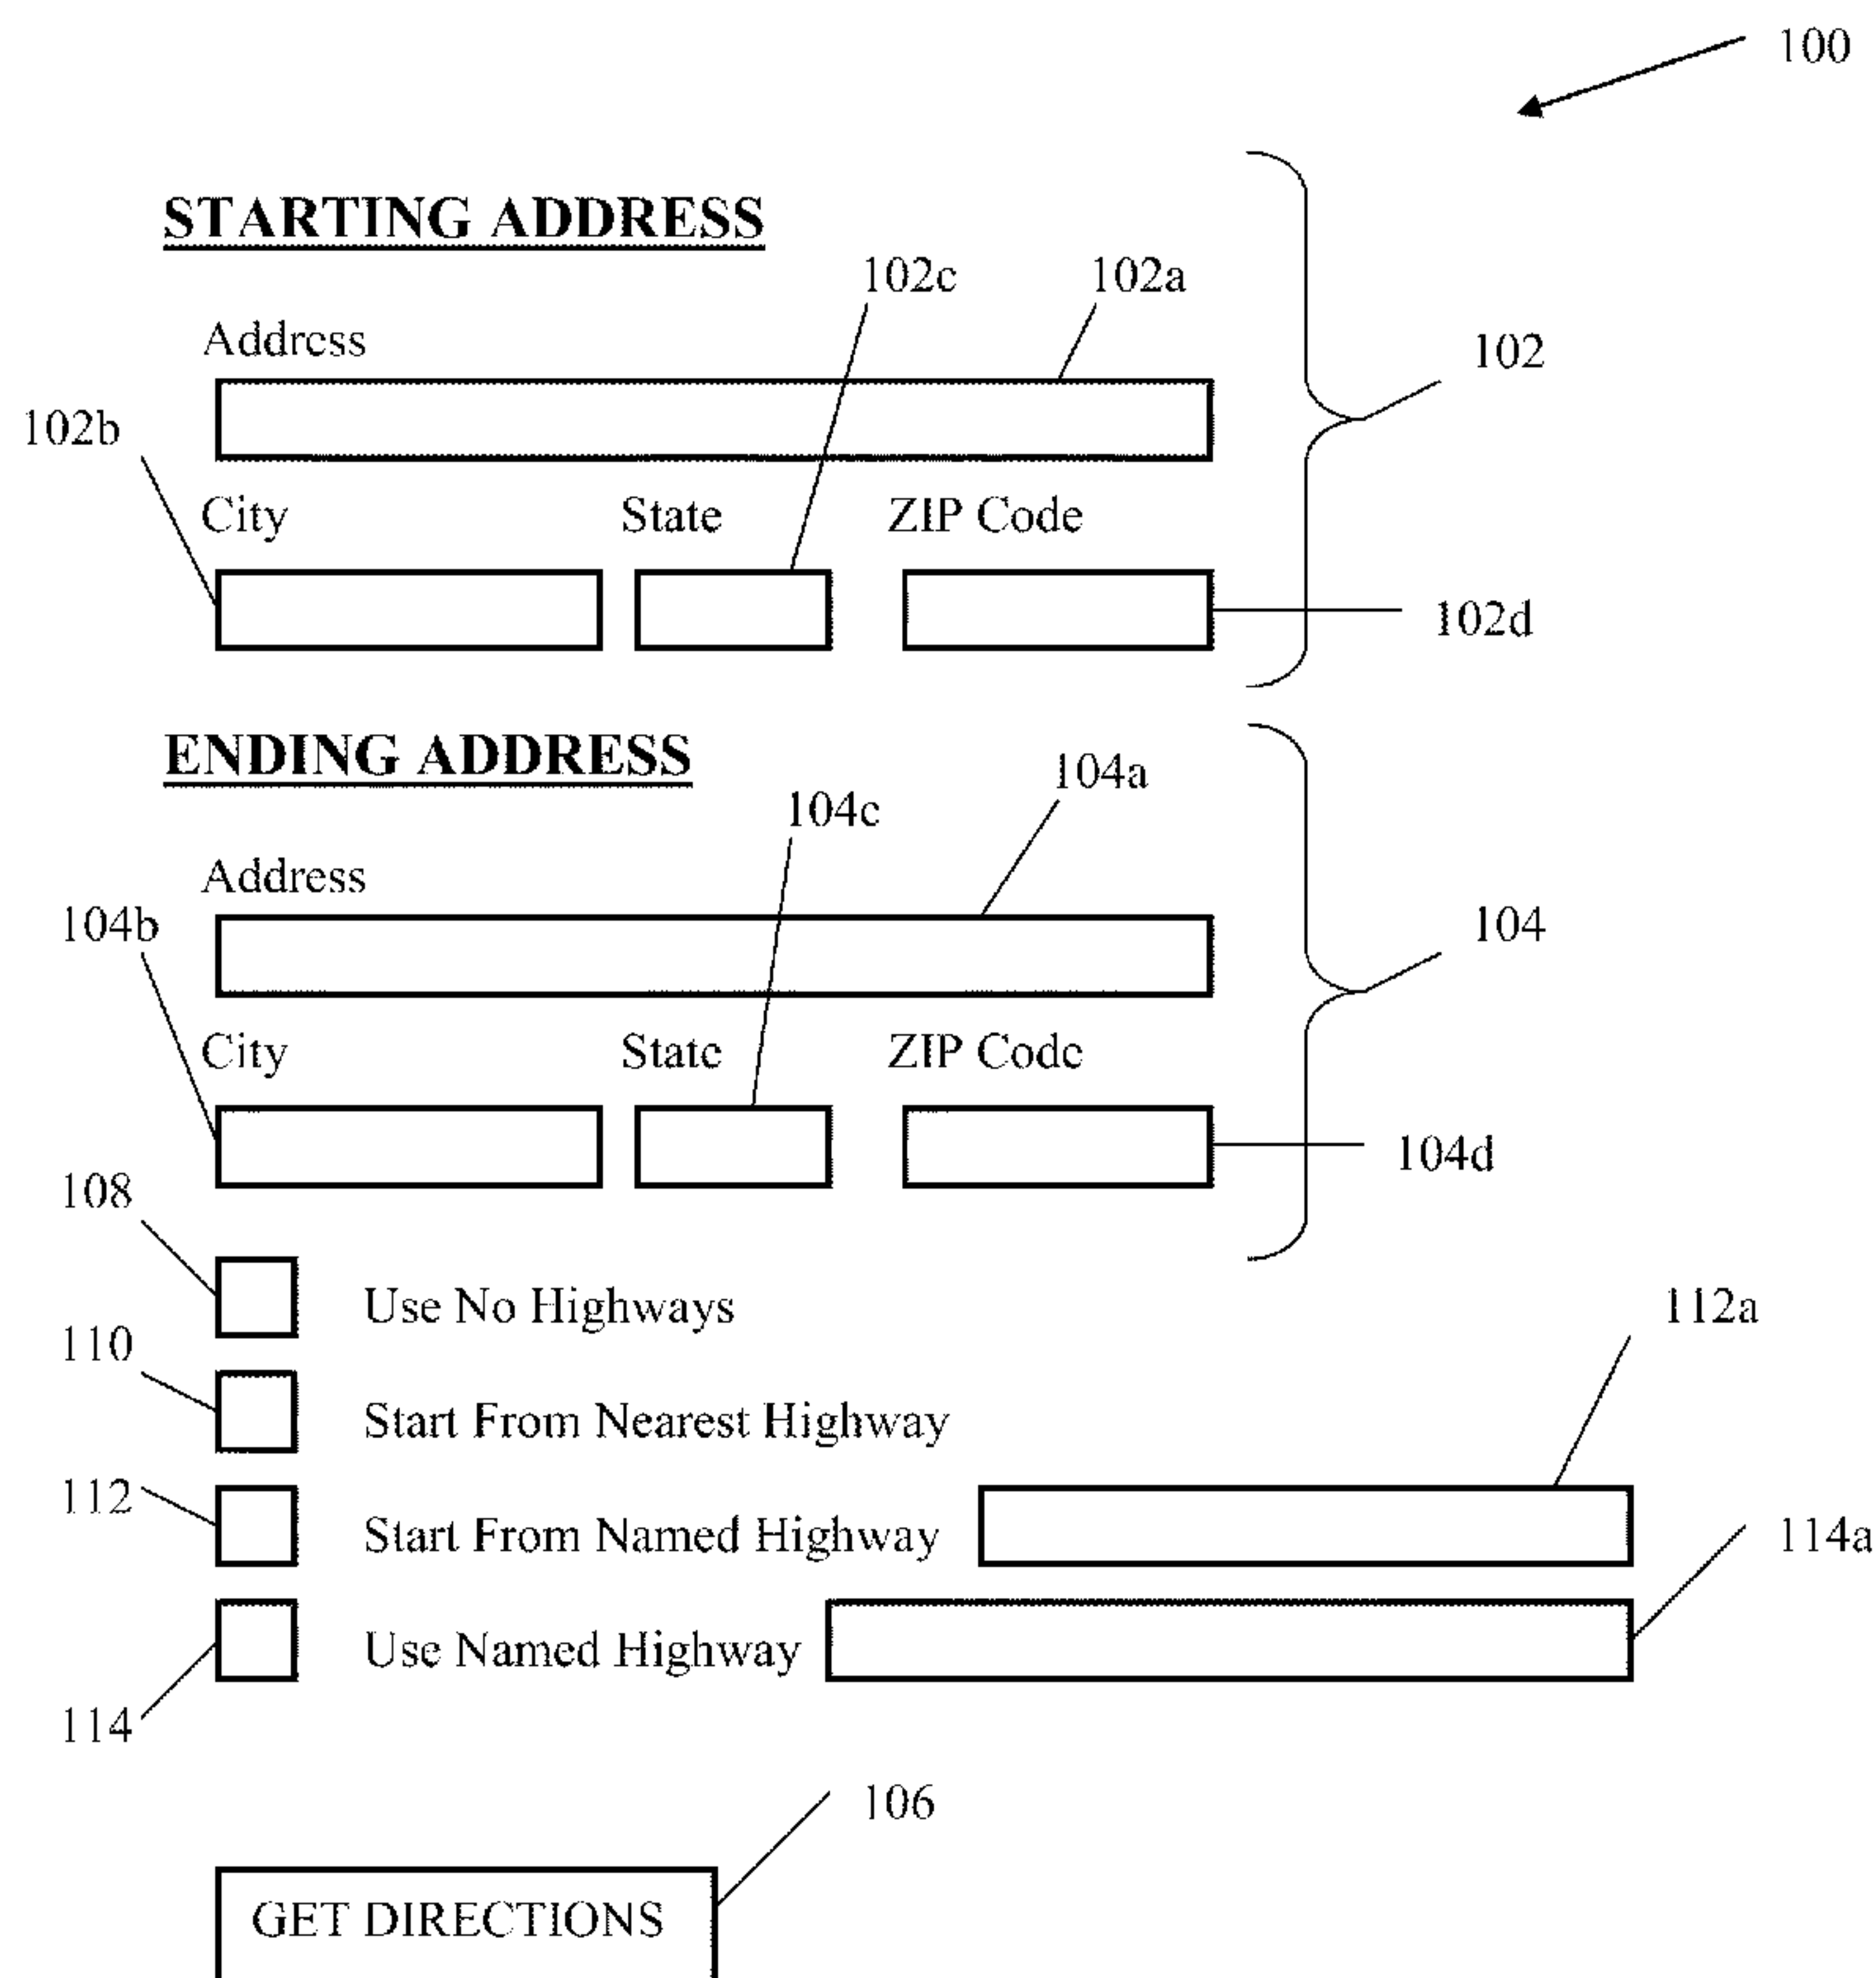 100
STARTING ADDRESS
102c 102a
Address
102
102b
City State ZIP Code
102d
ENDING ADDRESS
104a
104c
Address
104b
104
City State ZIP Code
104d
108
Use No Highways
112a
110
Start From Nearest Highway
112
Start From Named Highway
114a
Use Named Highway
114
106
GET DIRECTIONS